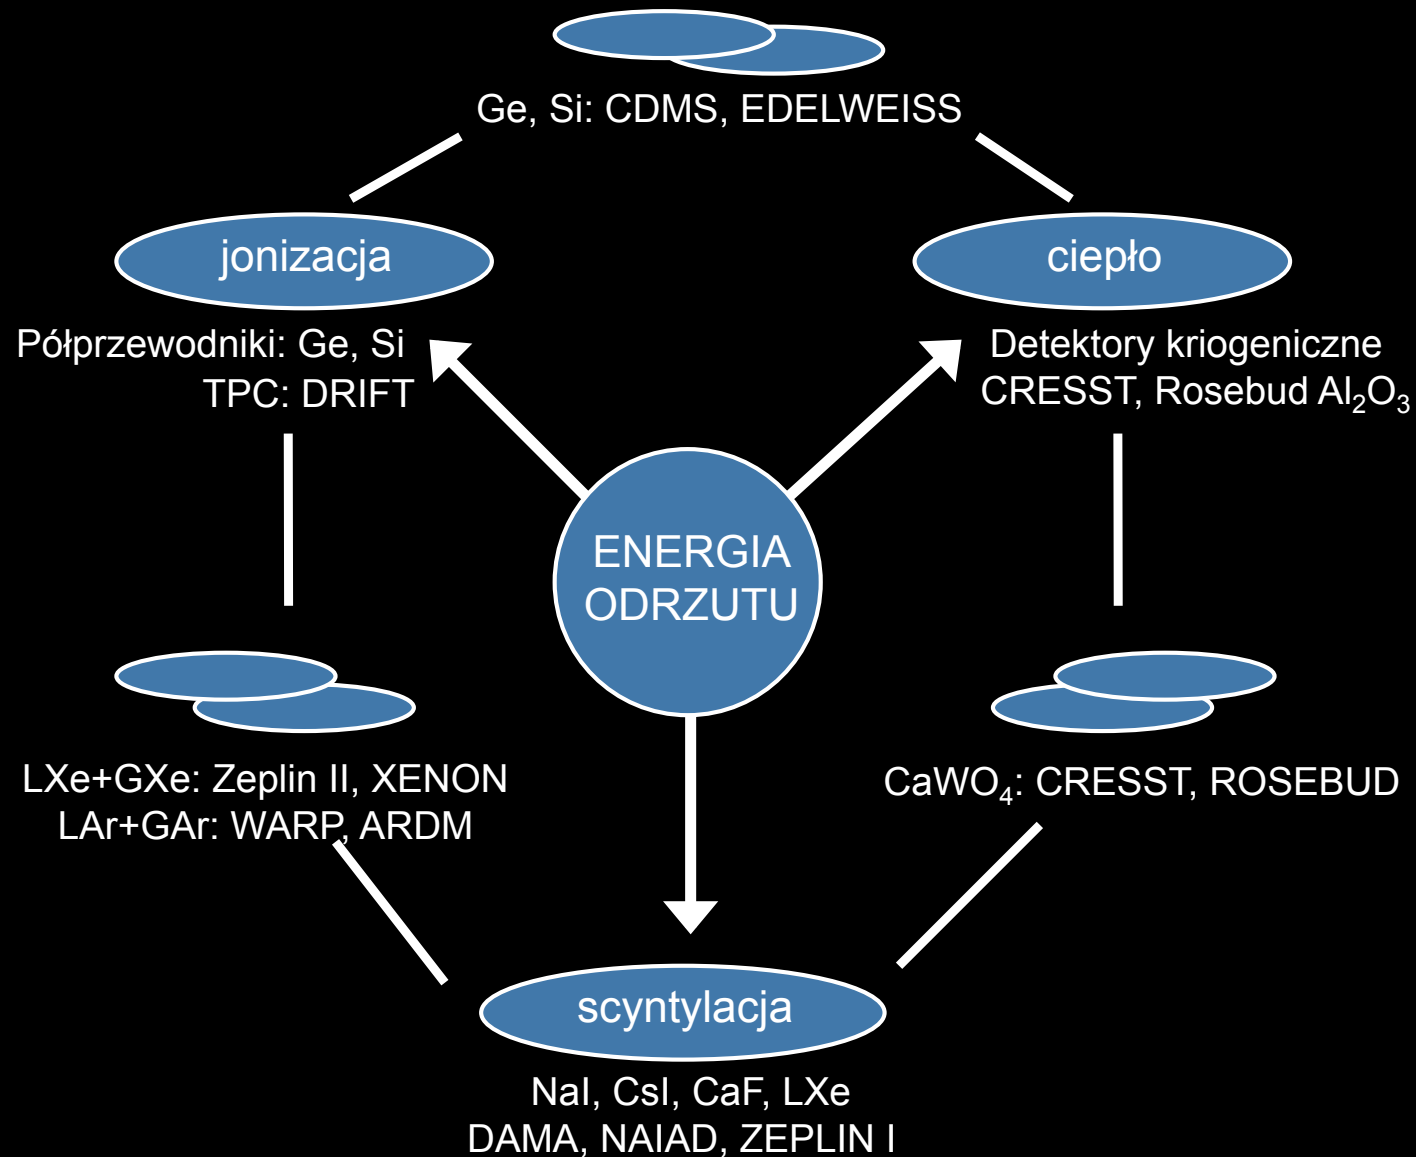 Ge, Si: CDMS, EDELWEISS
jonizacja
ciepło
Półprzewodniki: Ge, Si
TPC: DRIFT
Detektory kriogeniczne
CRESST, Rosebud Al₂O₃
ENERGIA
ODRZUTU
LXe+GXe: Zeplin II, XENON
LAr+GAr: WARP, ARDM
CaWO₄: CRESST, ROSEBUD
scyntylacja
NaI, CsI, CaF, LXe
DAMA, NAIAD, ZEPLIN I